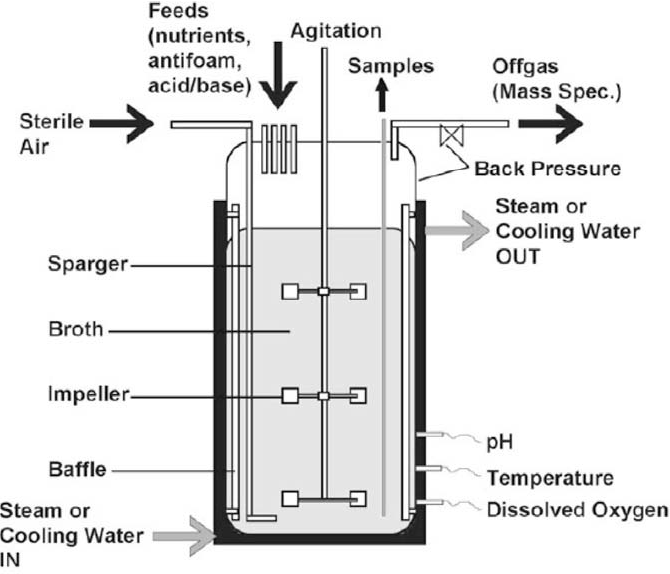 Feeds
(nutrients,
antifoam,
acid/base)
Agitation
Samples
Offgas
(Mass Spec.)
Sterile
Air
Back Pressure
Steam or
Cooling Water
OUT
Sparger
Broth
Impeller
Baffle
pH
Temperature
Dissolved Oxygen
Steam or
Cooling Water
IN